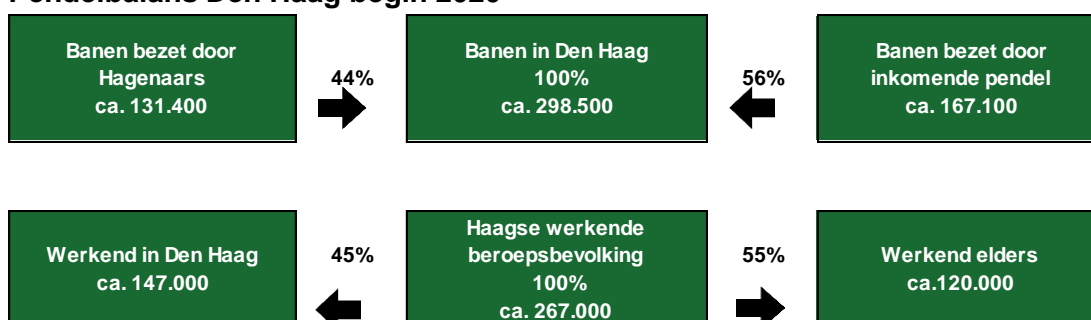 Pendelbalans Den Haag begin 2020
Banen bezet door
Hagenaars
ca. 131.400
44%
Banen in Den Haag
100%
ca. 298.500
56%
Banen bezet door
inkomende pendel
ca. 167.100
Werkend in Den Haag
ca. 147.000
45%
Haagse werkende
beroepsbevolking
100%
ca. 267.000
55%
Werkend elders
ca.120.000